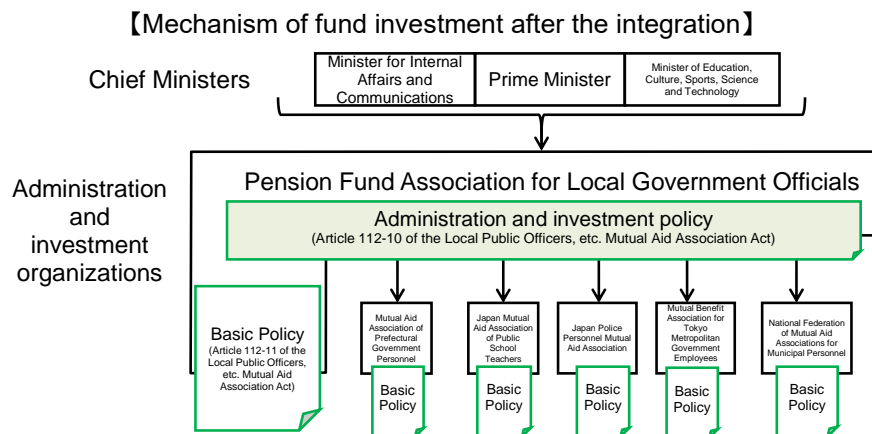 【Mechanism of fund investment after the integration】
Chief Ministers
Minister for Internal
Affairs and
Communications
Prime Minister
Minister of Education,
Culture, Sports, Science
and Technology
Administration
and
investment
organizations
Pension Fund Association for Local Government Officials
Administration and investment policy
(Article 112-10 of the Local Public Officers, etc. Mutual Aid Association Act)
Basic Policy
(Article 112-11 of the
Local Public Officers,
etc. Mutual Aid
Association Act)
Mutual Aid
Association of
Prefectural
Government
Personnel
Basic
Policy
Japan Mutual
Aid Association
of Public
School
Teachers
Basic
Policy
Japan Police
Personnel Mutual
Aid Association
Basic
Policy
Mutual Benefit
Association for
Tokyo
Metropolitan
Government
Employees
Basic
Policy
National Federation
of Mutual Aid
Associations for
Municipal Personnel
Basic
Policy